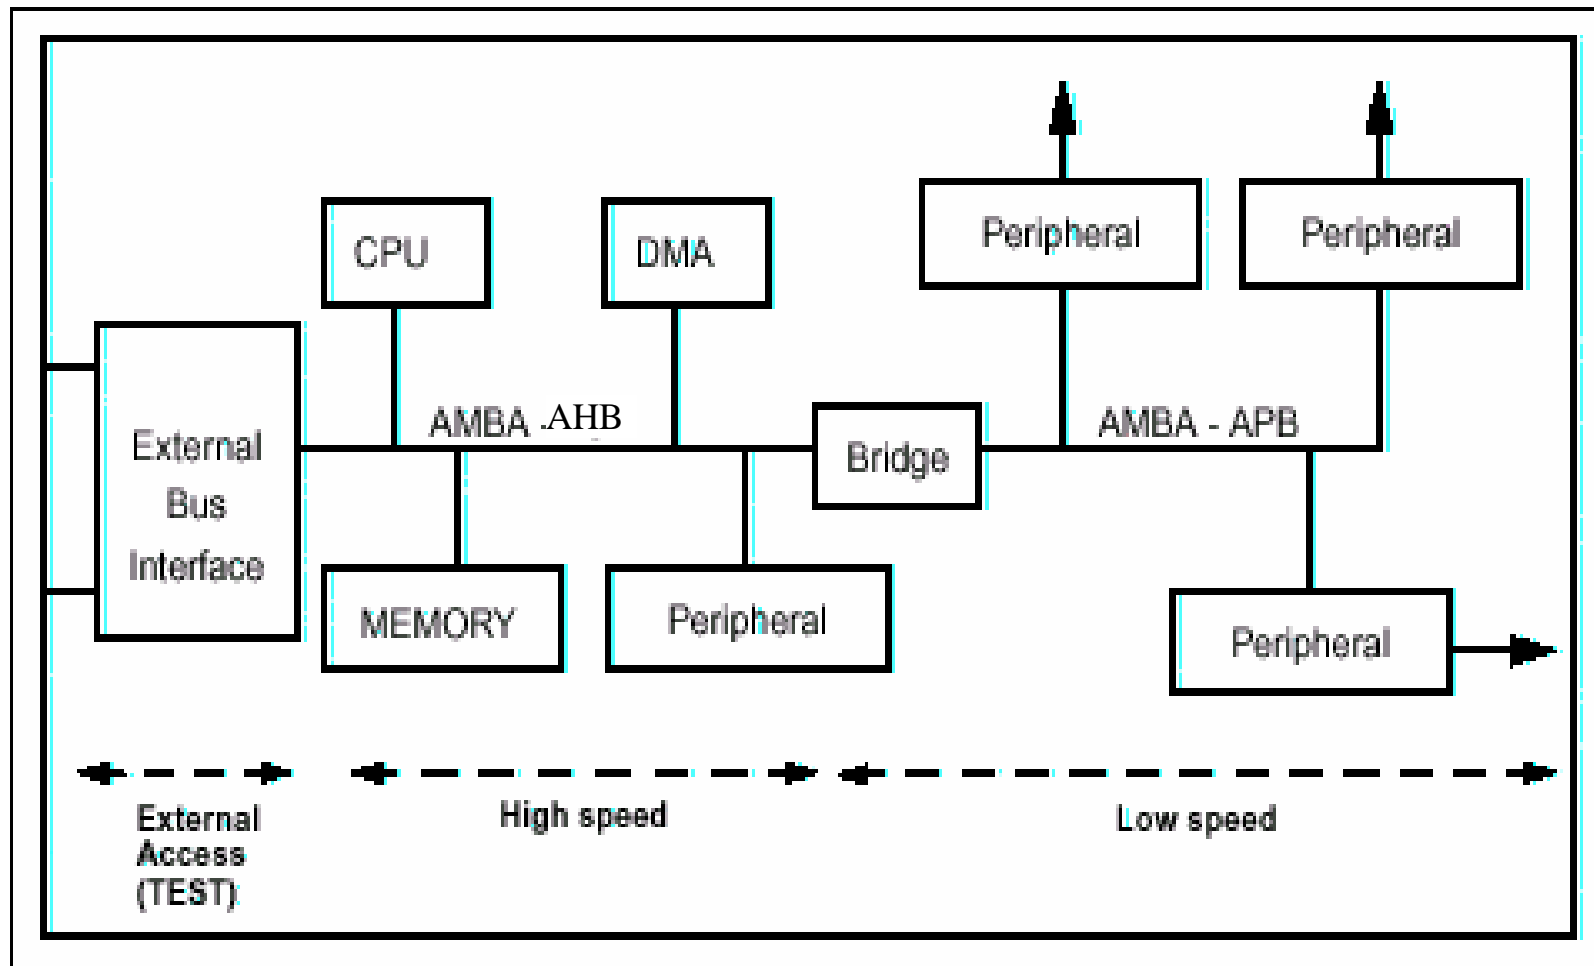 Peripheral
Peripheral
CPU
DMA
AMBA -AHB
AMBA - APB
External
Bus
Interface
Bridge
MEMORY
Peripheral
Peripheral
External
Access
(TEST)
High speed
Low speed